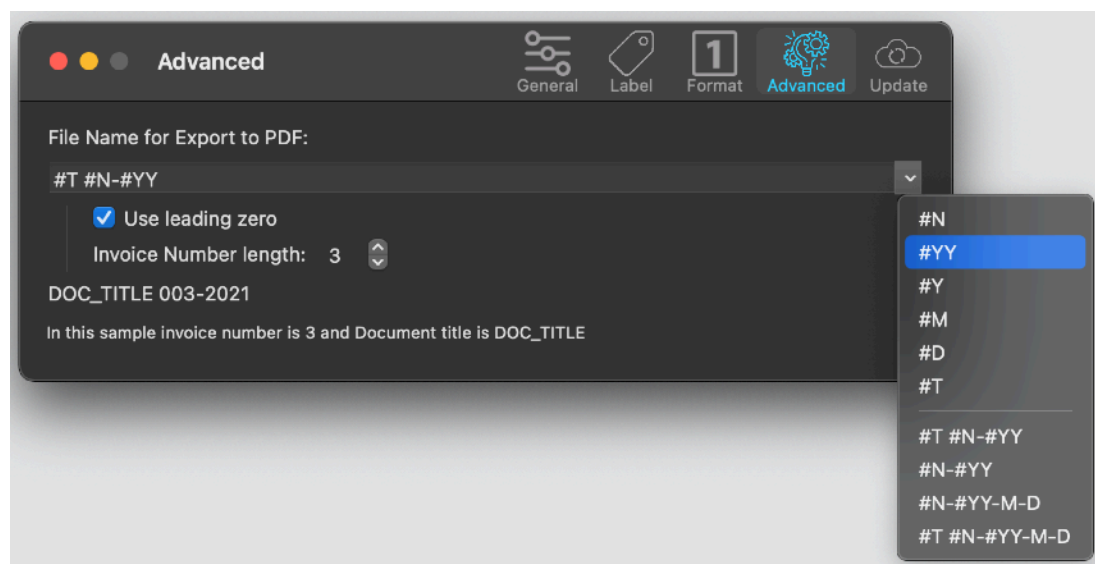 Advanced
General
Label
1
Format
Advanced
Update
File Name for Export to PDF:
#T #N-#YY
Use leading zero
Invoice Number length: 3
DOC_TITLE 003-2021
In this sample invoice number is 3 and Document title is DOC_TITLE
#N
#YY
#Y
#M
#D
#T
#T #N-#YY
#N-#YY
#N-#YY-M-D
#T #N-#YY-M-D